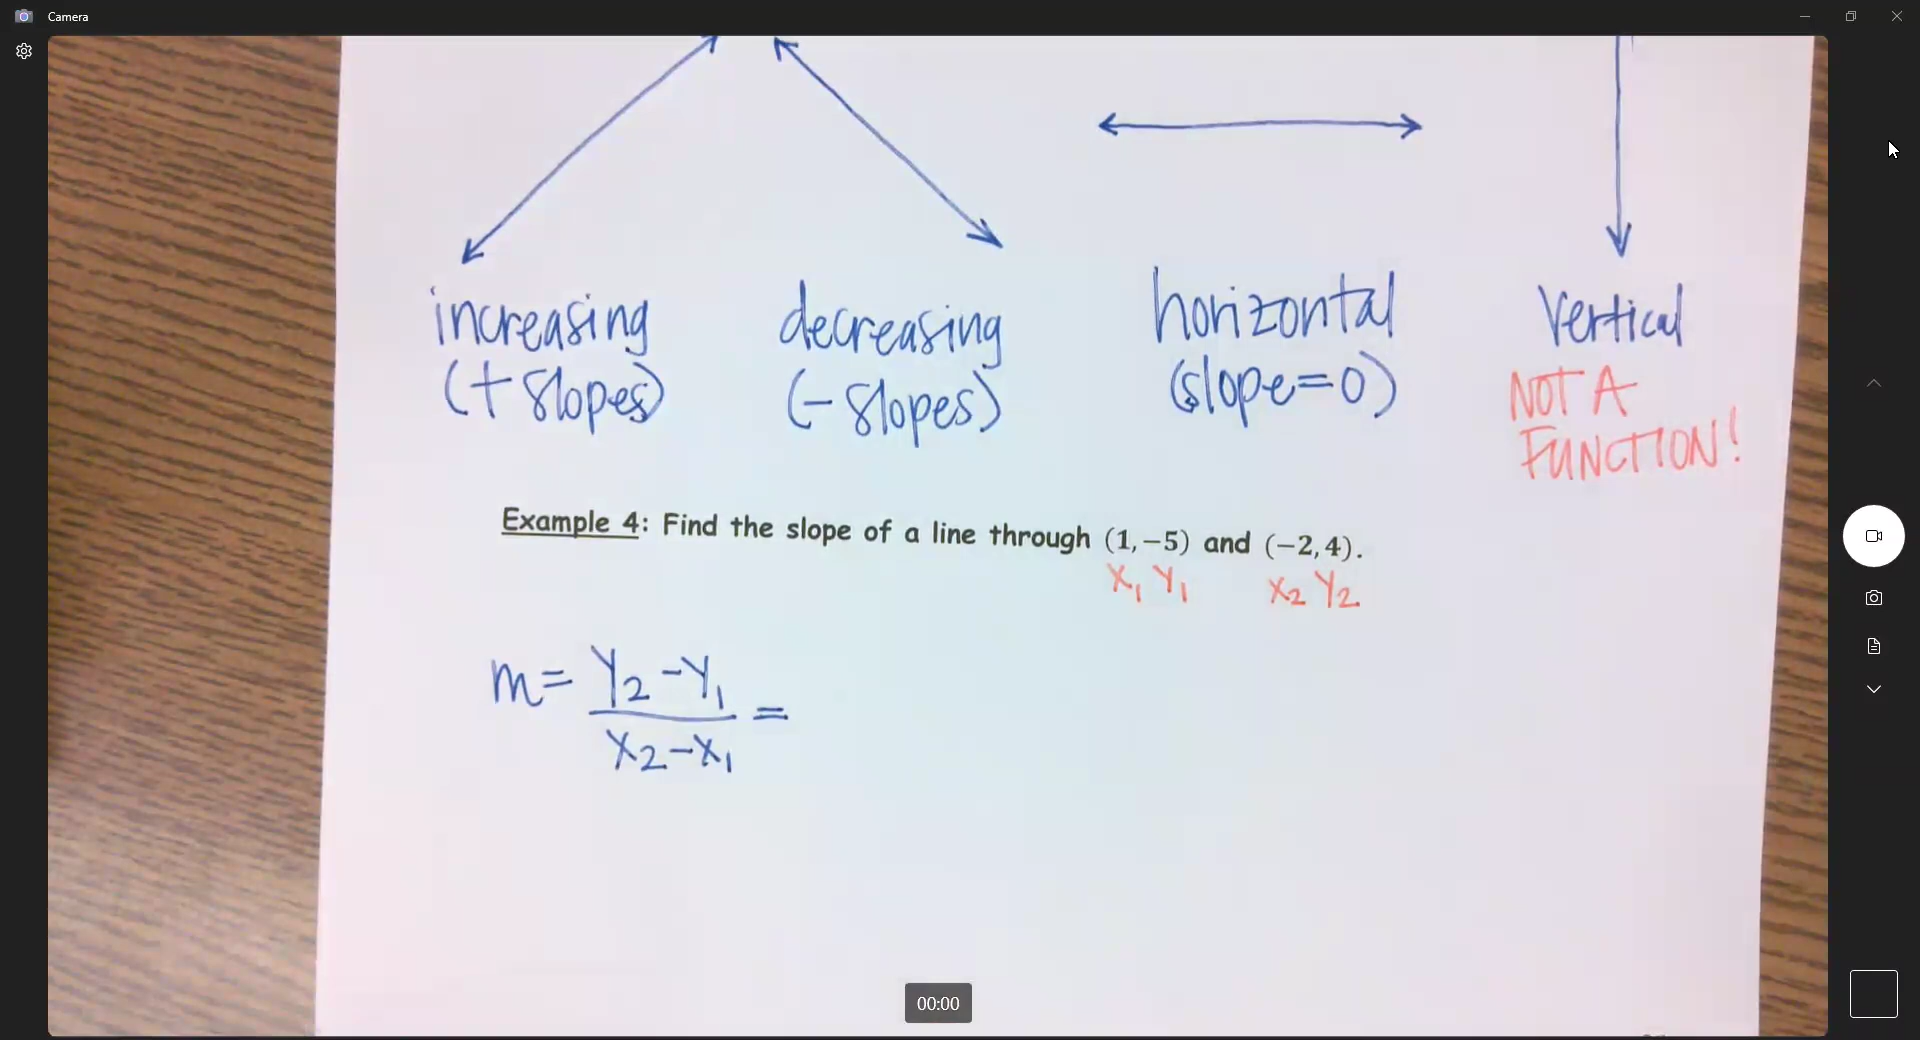 Camera
increasing
(+ slopes)
decreasing
(- slopes)
horizontal
(slope=0)
Vertical
NOT A
FUNCTION!
Example 4: Find the slope of a line through (1,−5) and (−2,4).
X₁ Y₁ X₂ Y₂
m = Y₂ - Y₁ =
X₂ - X₁
00:00